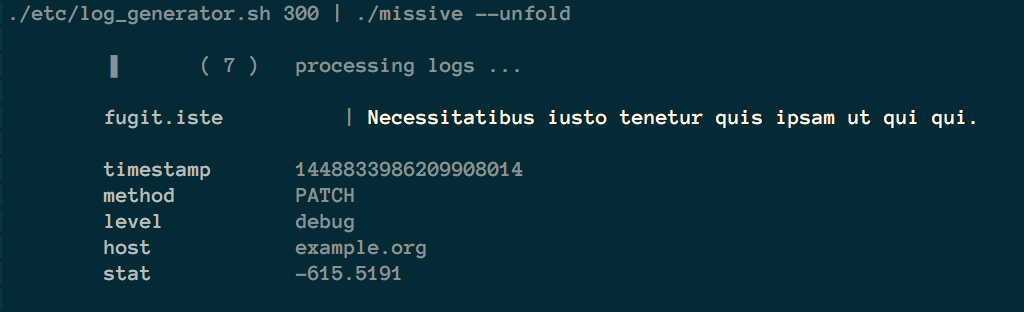 ./etc/log_generator.sh 300 | ./missive --unfold
( 7 ) processing logs ...
fugit.iste | Necessitatibus iusto tenetur quis ipsam ut qui qui.
timestamp 1448833986209908014
method PATCH
level debug
host example.org
stat -615.5191